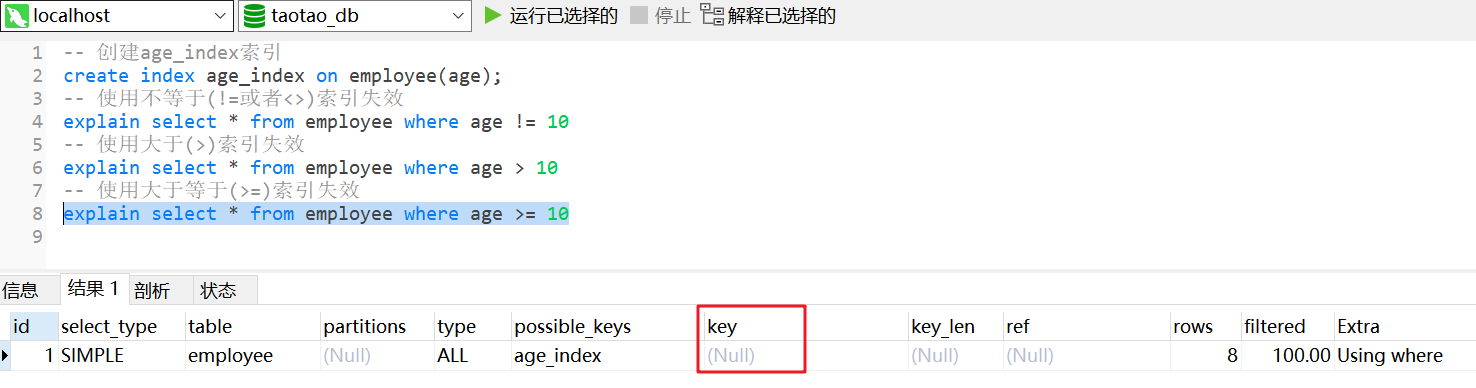 localhost taotao_db 运行已选择的 停止 解释已选择的
1 -- 创建age_index索引
2 create index age_index on employee(age);
3 -- 使用不等于(!=或者<>)索引失效
4 explain select * from employee where age != 10
5 -- 使用大于(>)索引失效
6 explain select * from employee where age > 10
7 -- 使用大于等于(>=)索引失效
8 explain select * from employee where age >= 10
9
信息 结果 1 剖析 状态
id select_type table partitions type possible_keys key key_len ref rows filtered Extra
1 SIMPLE employee (Null) ALL age_index (Null) (Null) (Null) 8 100.00 Using where